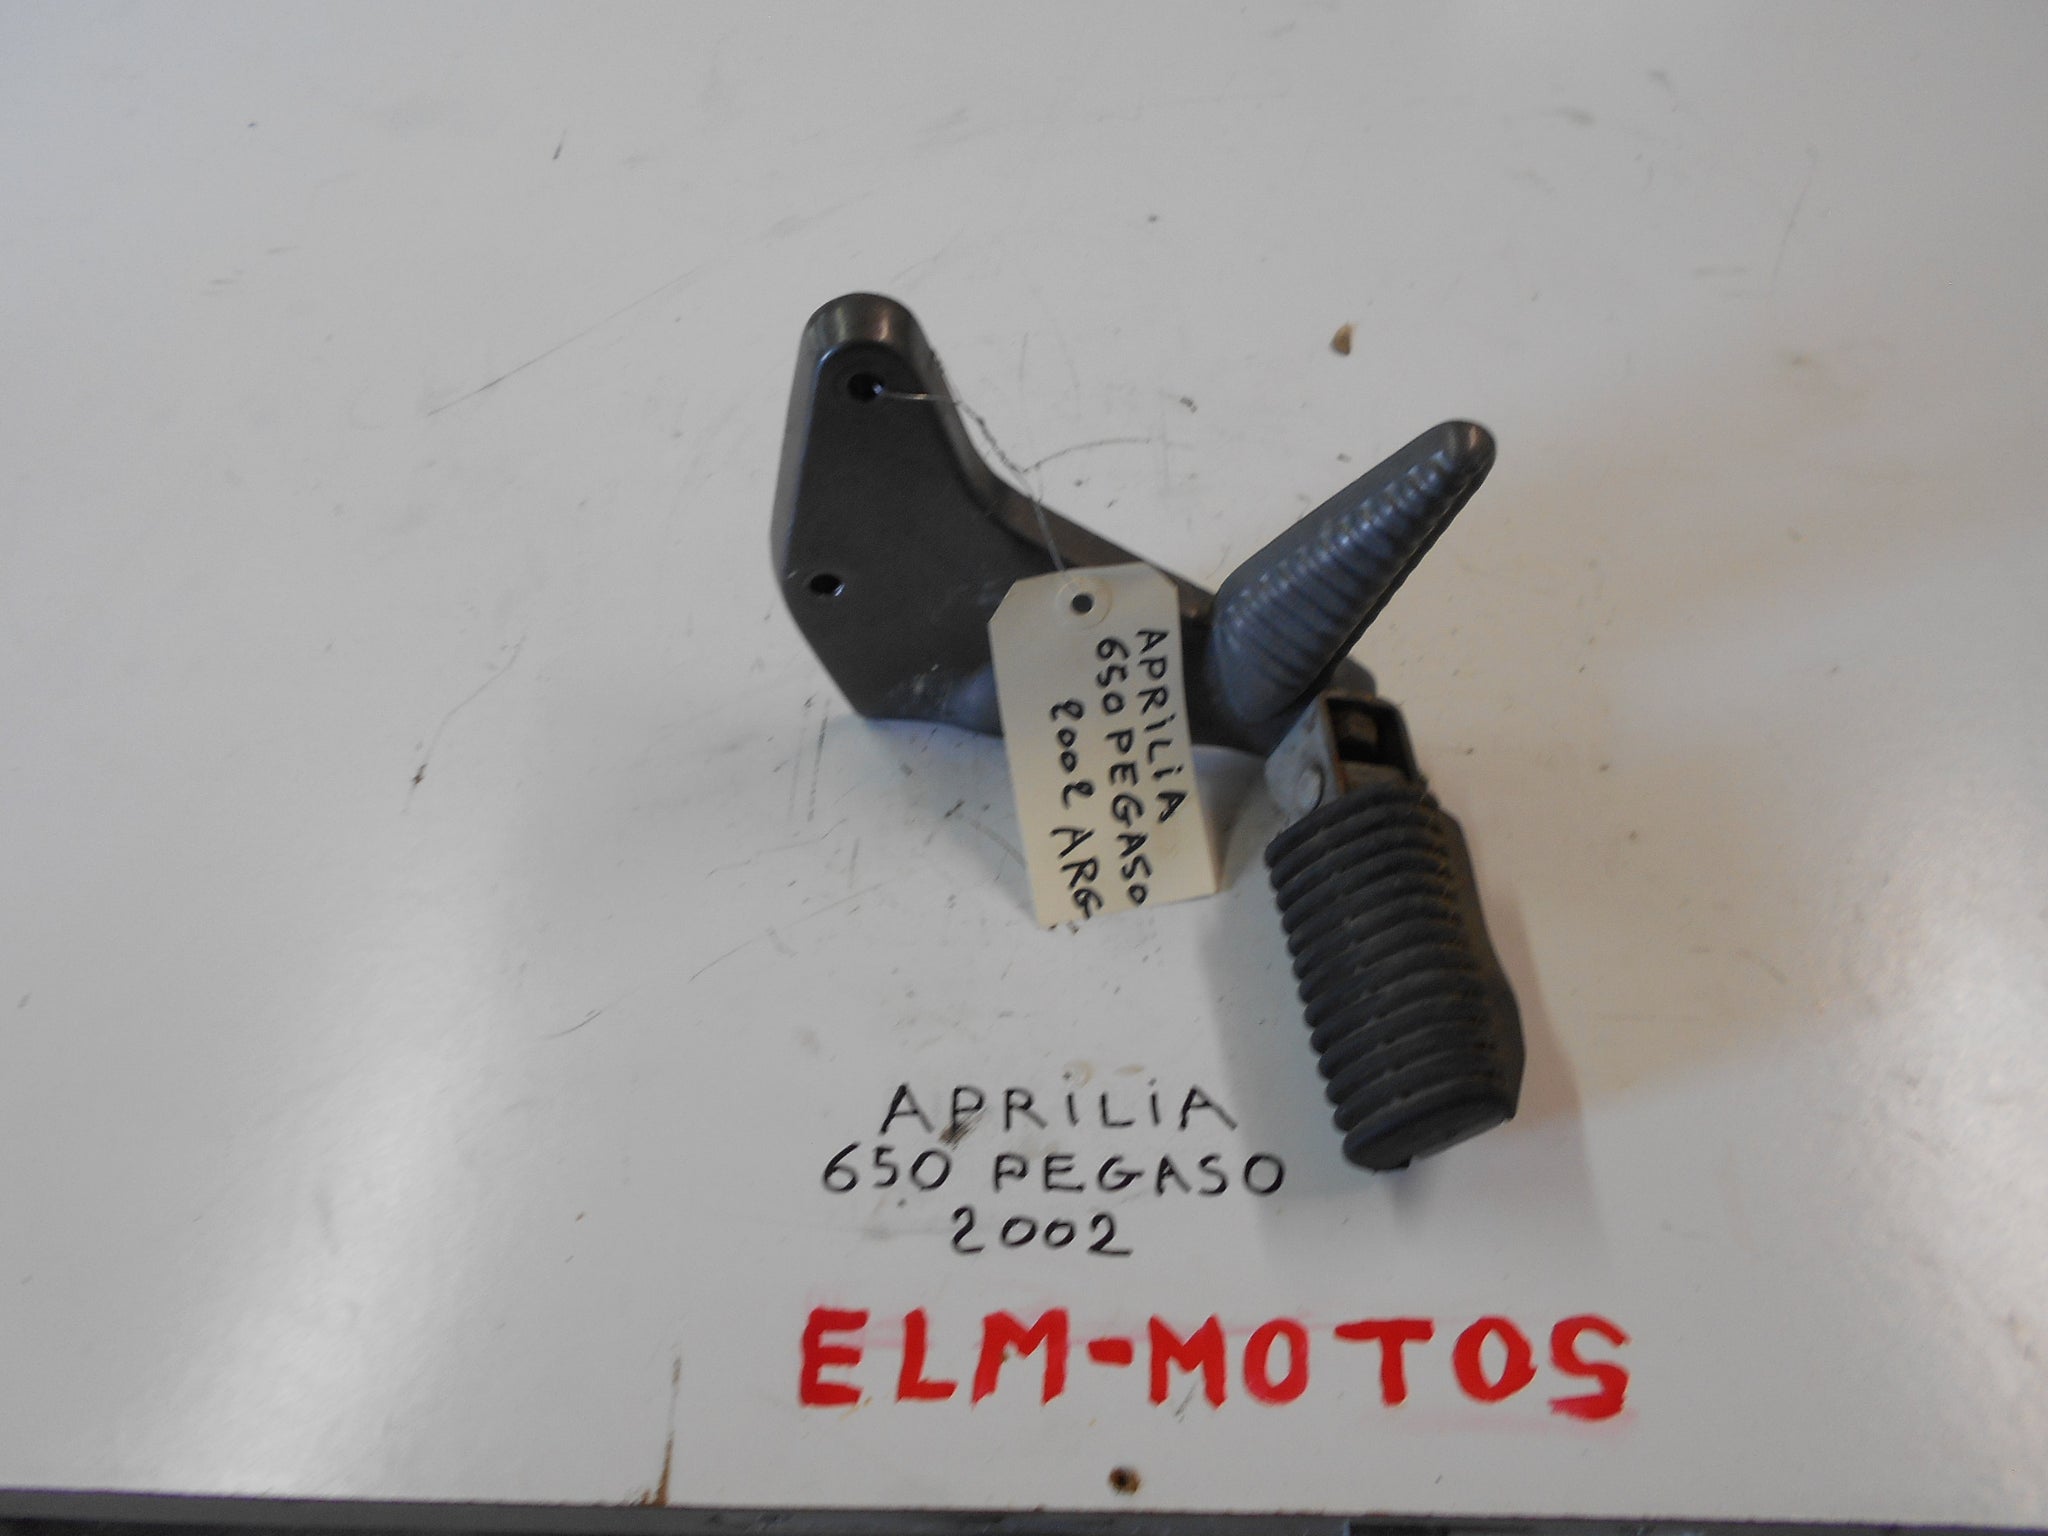 APRiLiA
650 PEGASO
2002 ARG
APRiLiA
650 PEGASO
2002
ELM-MOTOS